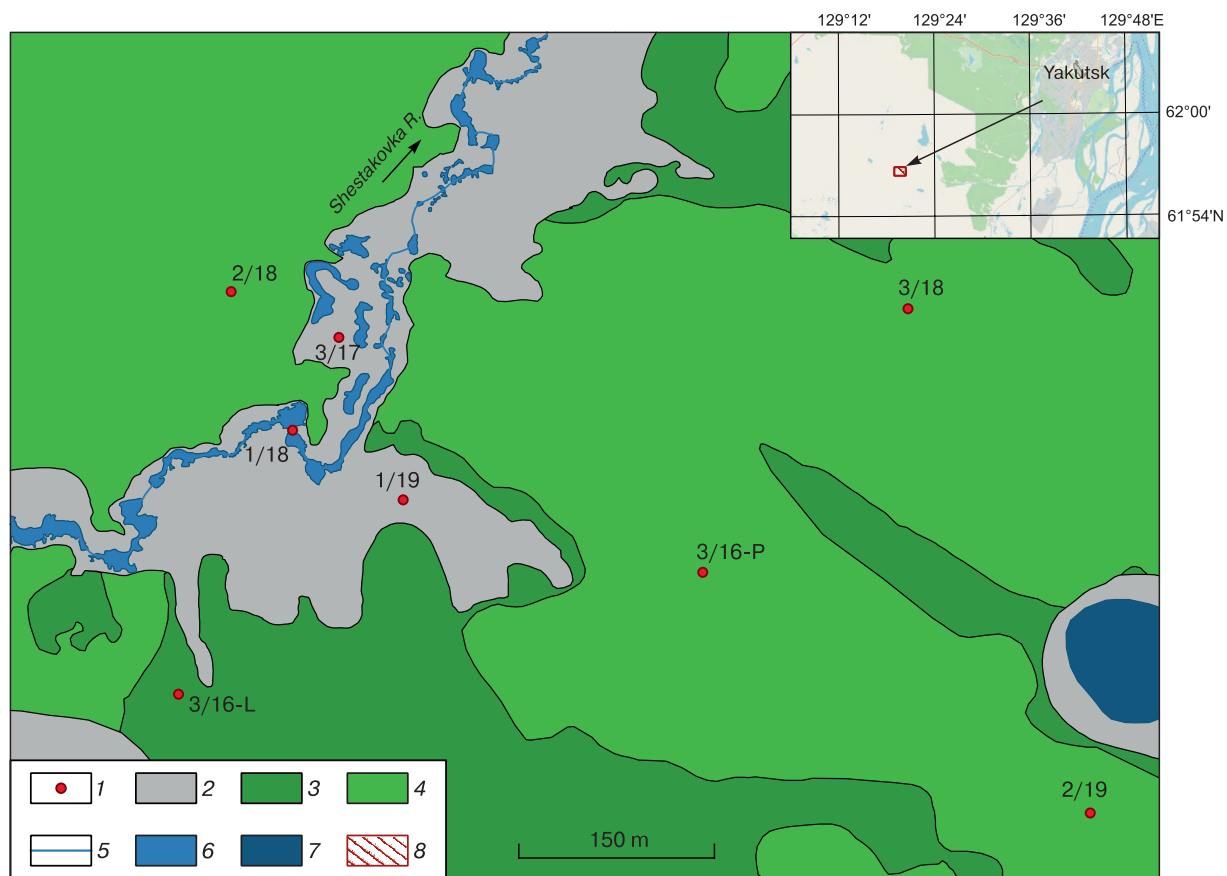 129°12' 129°24' 129°36' 129°48'E
Yakutsk
62°00'
61°54'N
Shestakovka R.
2/18
3/18
3/17
1/18
1/19
3/16-P
3/16-L
2/19
1 2 3 4
5 6 7 8
150 m